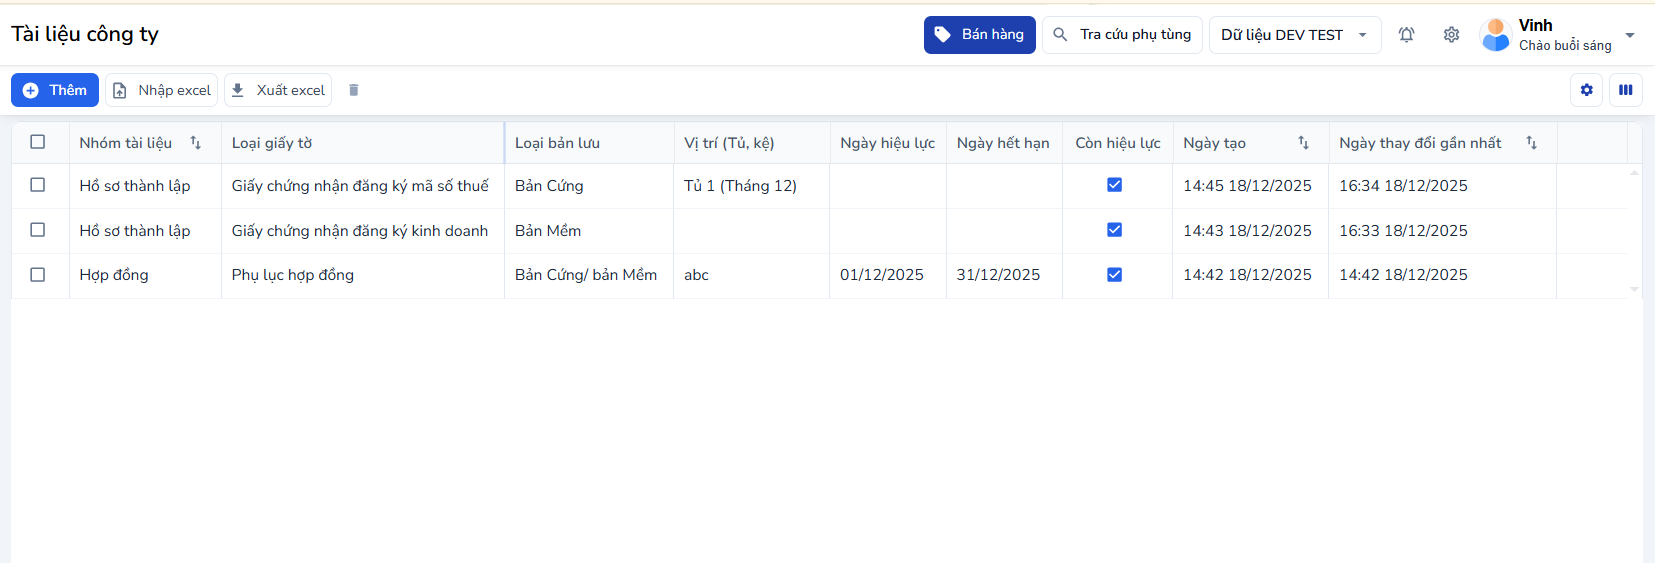 Tài liệu công ty
Bán hàng
Tra cứu phụ tùng
Dữ liệu DEV TEST
Vinh
Chào buổi sáng
Thêm
Nhập excel
Xuất excel
Nhóm tài liệu Loại giấy tờ Loại bản lưu Vị trí (Tủ, kệ) Ngày hiệu lực Ngày hết hạn Còn hiệu lực Ngày tạo Ngày thay đổi gần nhất
Hồ sơ thành lập Giấy chứng nhận đăng ký mã số thuế Bản Cứng Tủ 1 (Tháng 12) 14:45 18/12/2025 16:34 18/12/2025
Hồ sơ thành lập Giấy chứng nhận đăng ký kinh doanh Bản Mềm 14:43 18/12/2025 16:33 18/12/2025
Hợp đồng Phụ lục hợp đồng Bản Cứng/ bản Mềm abc 01/12/2025 31/12/2025 14:42 18/12/2025 14:42 18/12/2025